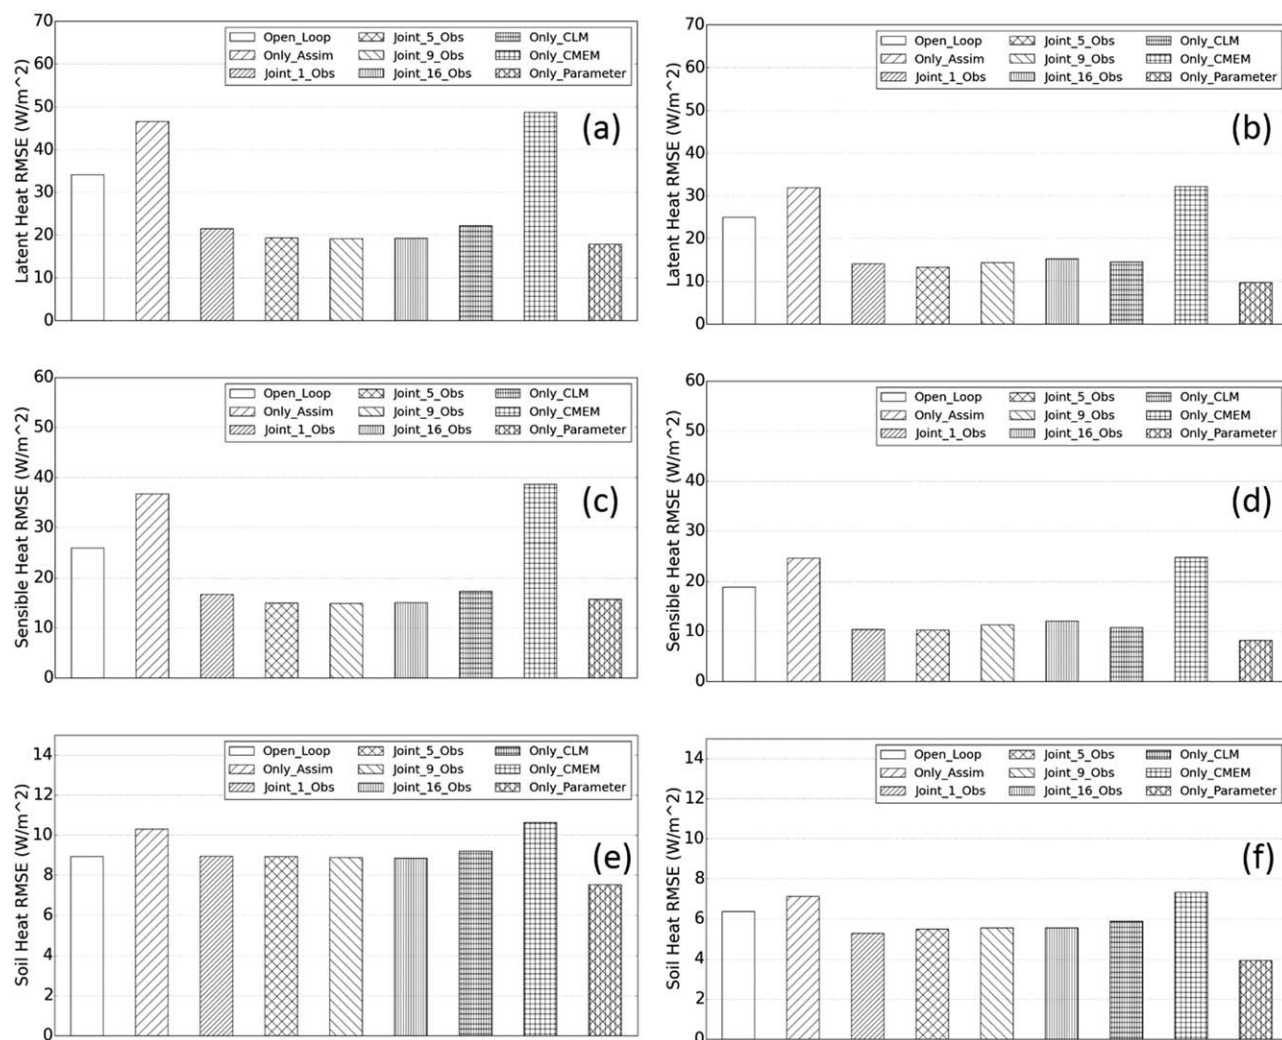 70
60
50
40
30
20
10
0
Latent Heat RMSE (W/m^2)
Open_Loop Joint_5_Obs Only_CLM
Only_Assim Joint_9_Obs Only_CMEM
Joint_1_Obs Joint_16_Obs Only_Parameter
(a)
70
60
50
40
30
20
10
0
Latent Heat RMSE (W/m^2)
Open_Loop Joint_5_Obs Only_CLM
Only_Assim Joint_9_Obs Only_CMEM
Joint_1_Obs Joint_16_Obs Only_Parameter
(b)
60
50
40
30
20
10
0
Sensible Heat RMSE (W/m^2)
Open_Loop Joint_5_Obs Only_CLM
Only_Assim Joint_9_Obs Only_CMEM
Joint_1_Obs Joint_16_Obs Only_Parameter
(c)
60
50
40
30
20
10
0
Sensible Heat RMSE (W/m^2)
Open_Loop Joint_5_Obs Only_CLM
Only_Assim Joint_9_Obs Only_CMEM
Joint_1_Obs Joint_16_Obs Only_Parameter
(d)
14
12
10
8
6
4
2
0
Soil Heat RMSE (W/m^2)
Open_Loop Joint_5_Obs Only_CLM
Only_Assim Joint_9_Obs Only_CMEM
Joint_1_Obs Joint_16_Obs Only_Parameter
(e)
14
12
10
8
6
4
2
0
Soil Heat RMSE (W/m^2)
Open_Loop Joint_5_Obs Only_CLM
Only_Assim Joint_9_Obs Only_CMEM
Joint_1_Obs Joint_16_Obs Only_Parameter
(f)